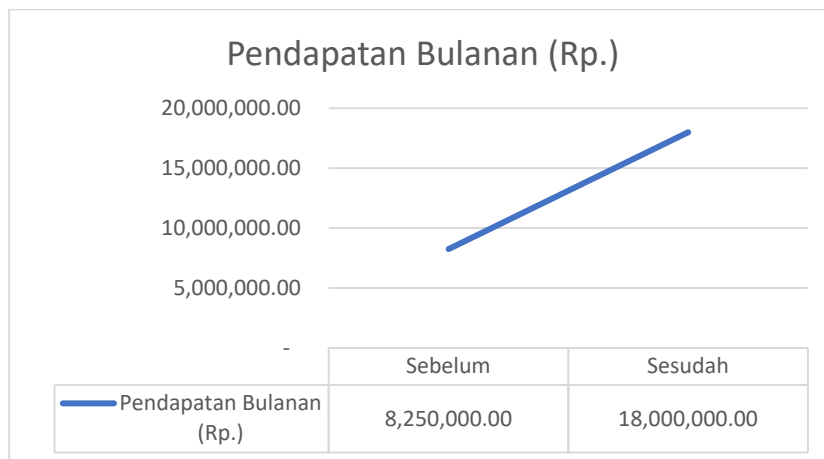 Pendapatan Bulanan (Rp.)
20,000,000.00
15,000,000.00
10,000,000.00
5,000,000.00
-
Sebelum Sesudah
Pendapatan Bulanan
(Rp.)
8,250,000.00 18,000,000.00